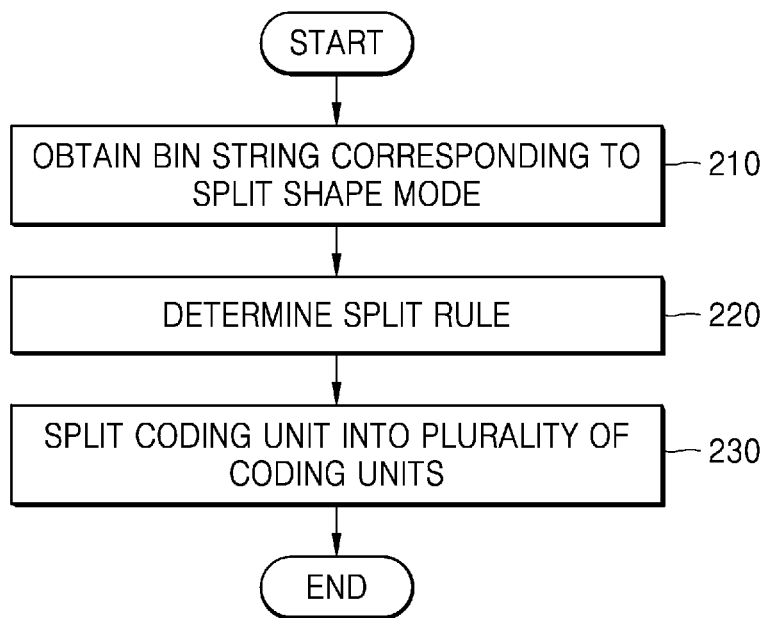 START
OBTAIN BIN STRING CORRESPONDING TO
SPLIT SHAPE MODE
210
DETERMINE SPLIT RULE
220
SPLIT CODING UNIT INTO PLURALITY OF
CODING UNITS
230
END